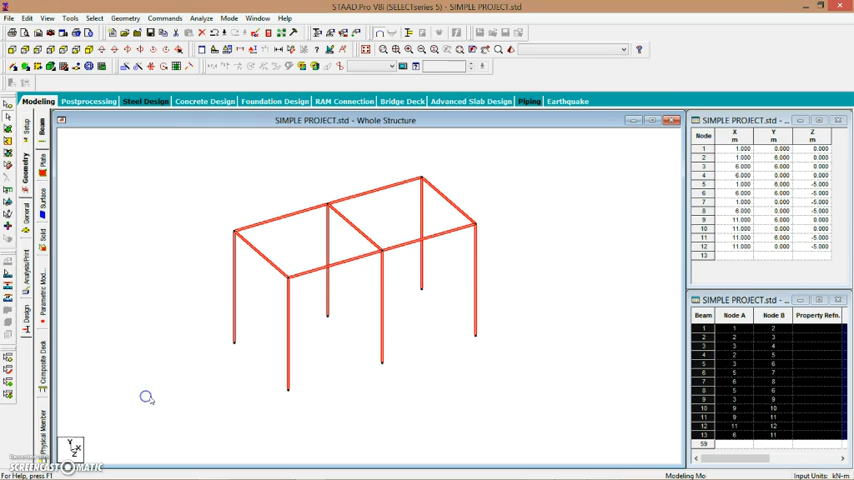 STAAD.Pro V8i (SELECTseries 5) - SIMPLE PROJECT.std
File Edit View Tools Select Geometry Commands Analyze Mode Window Help
Modeling Postprocessing Steel Design Concrete Design Foundation Design RAM Connection Bridge Deck Advanced Slab Design Piping Earthquake
Setup
Geometry
General
Analysis/Print
Design
Beam
Plate
Surface
Solid
Parametric Mod...
Composite Deck
Physical Member
SIMPLE PROJECT.std - Whole Structure
Y
X
Z
SIMPLE PROJECT.std - ...
Node X m Y m Z m
1 1.000 0.000 0.000
2 1.000 6.000 0.000
3 6.000 6.000 0.000
4 6.000 0.000 0.000
5 1.000 6.000 -5.000
6 6.000 6.000 -5.000
7 1.000 0.000 -5.000
8 6.000 0.000 -5.000
9 11.000 6.000 0.000
10 11.000 0.000 0.000
11 11.000 6.000 -5.000
12 11.000 0.000 -5.000
13
SIMPLE PROJECT.std - ...
Beam Node A Node B Property Refn.
1 1 2
2 2 3
3 3 4
4 2 5
5 3 6
6 5 7
7 6 8
8 5 6
9 3 9
10 9 10
11 9 11
12 11 12
13 6 11
59
SCREENCAST-O-MATIC
For Help, press F1
Modeling Mo
Input Units: kN-m